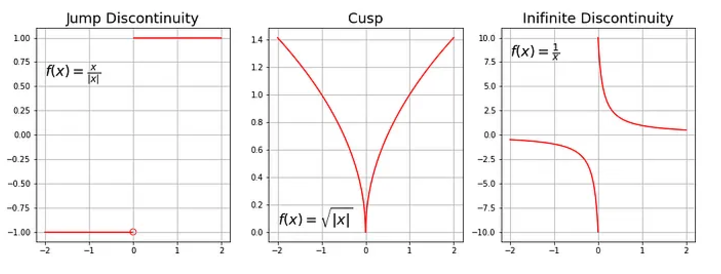 Jump Discontinuity
f(x) = x/|x|
1.00
0.75
0.50
0.25
0.00
−0.25
−0.50
−0.75
−1.00
−2 −1 0 1 2
Cusp
1.4
1.2
1.0
0.8
0.6
0.4
0.2
0.0
f(x) = √|x|
−2 −1 0 1 2
Inifinite Discontinuity
f(x) = 1/x
10.0
7.5
5.0
2.5
0.0
−2.5
−5.0
−7.5
−10.0
−2 −1 0 1 2